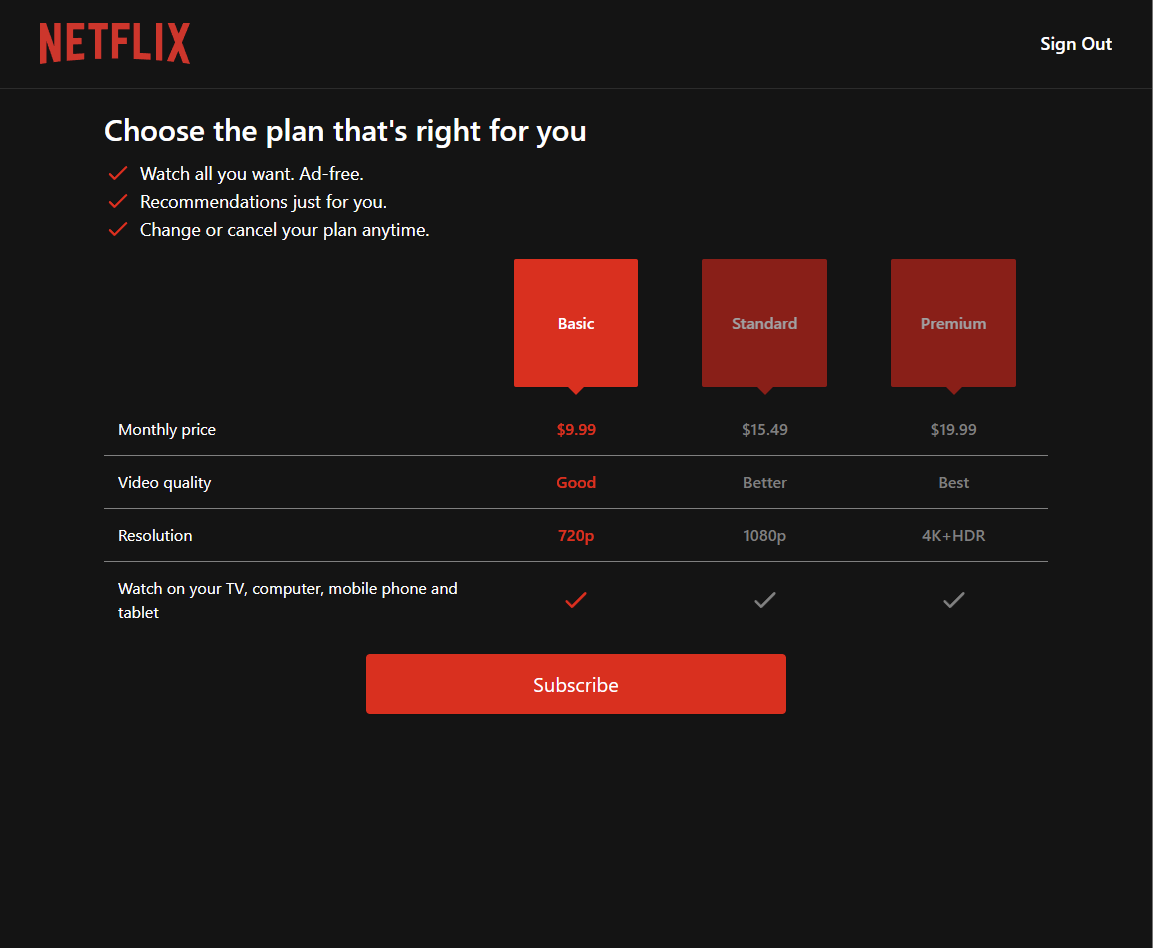 NETFLIX
Sign Out
Choose the plan that's right for you
Watch all you want. Ad-free.
Recommendations just for you.
Change or cancel your plan anytime.
Basic Standard Premium
Monthly price $9.99 $15.49 $19.99
Video quality Good Better Best
Resolution 720p 1080p 4K+HDR
Watch on your TV, computer, mobile phone and
tablet
Subscribe